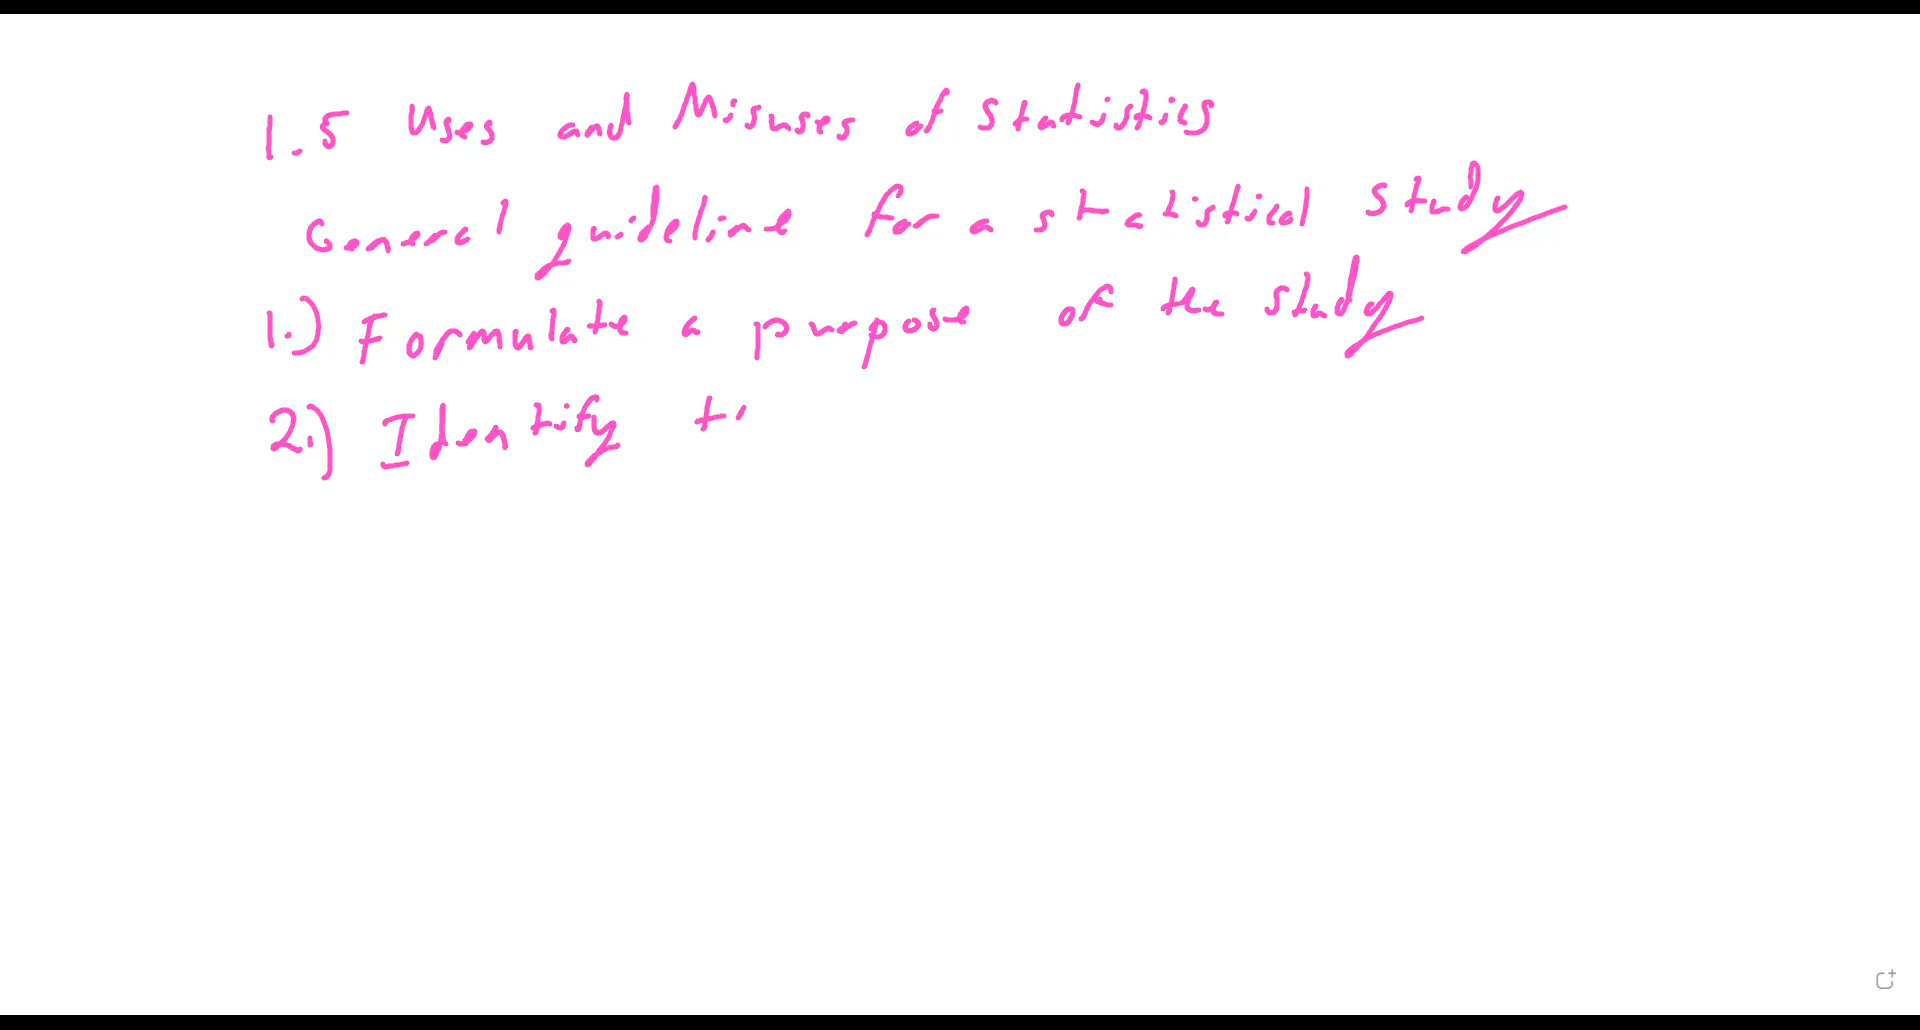 1.5 Uses and Misuses of Statistics
General guideline for a statistical study
1.) Formulate a purpose of the study
2.) Identify